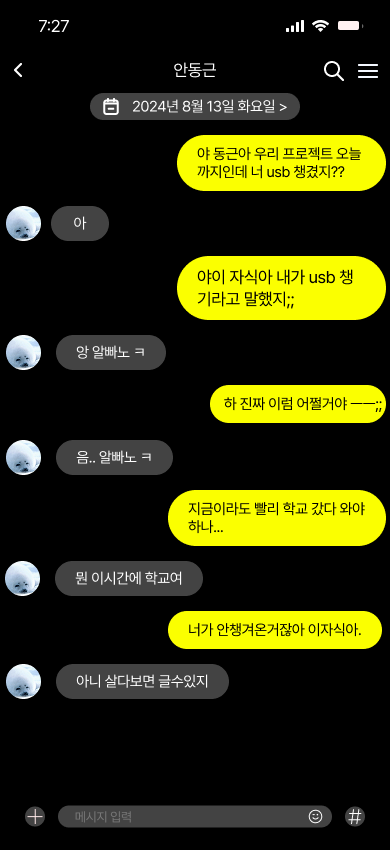 7:27
안동근
2024년 8월 13일 화요일 >
야 동근아 우리 프로젝트 오늘
까지인데 너 usb 챙겼지??
아
야이 자식아 내가 usb 챙
기라고 말했지;;
앙 알빠노 ㅋ
하 진짜 이럼 어쩔거야 ㅡㅡ;;
음.. 알빠노 ㅋ
지금이라도 빨리 학교 갔다 와야
하나...
뭔 이시간에 학교여
너가 안챙겨온거잖아 이자식아.
아니 살다보면 글수있지
메시지 입력
#